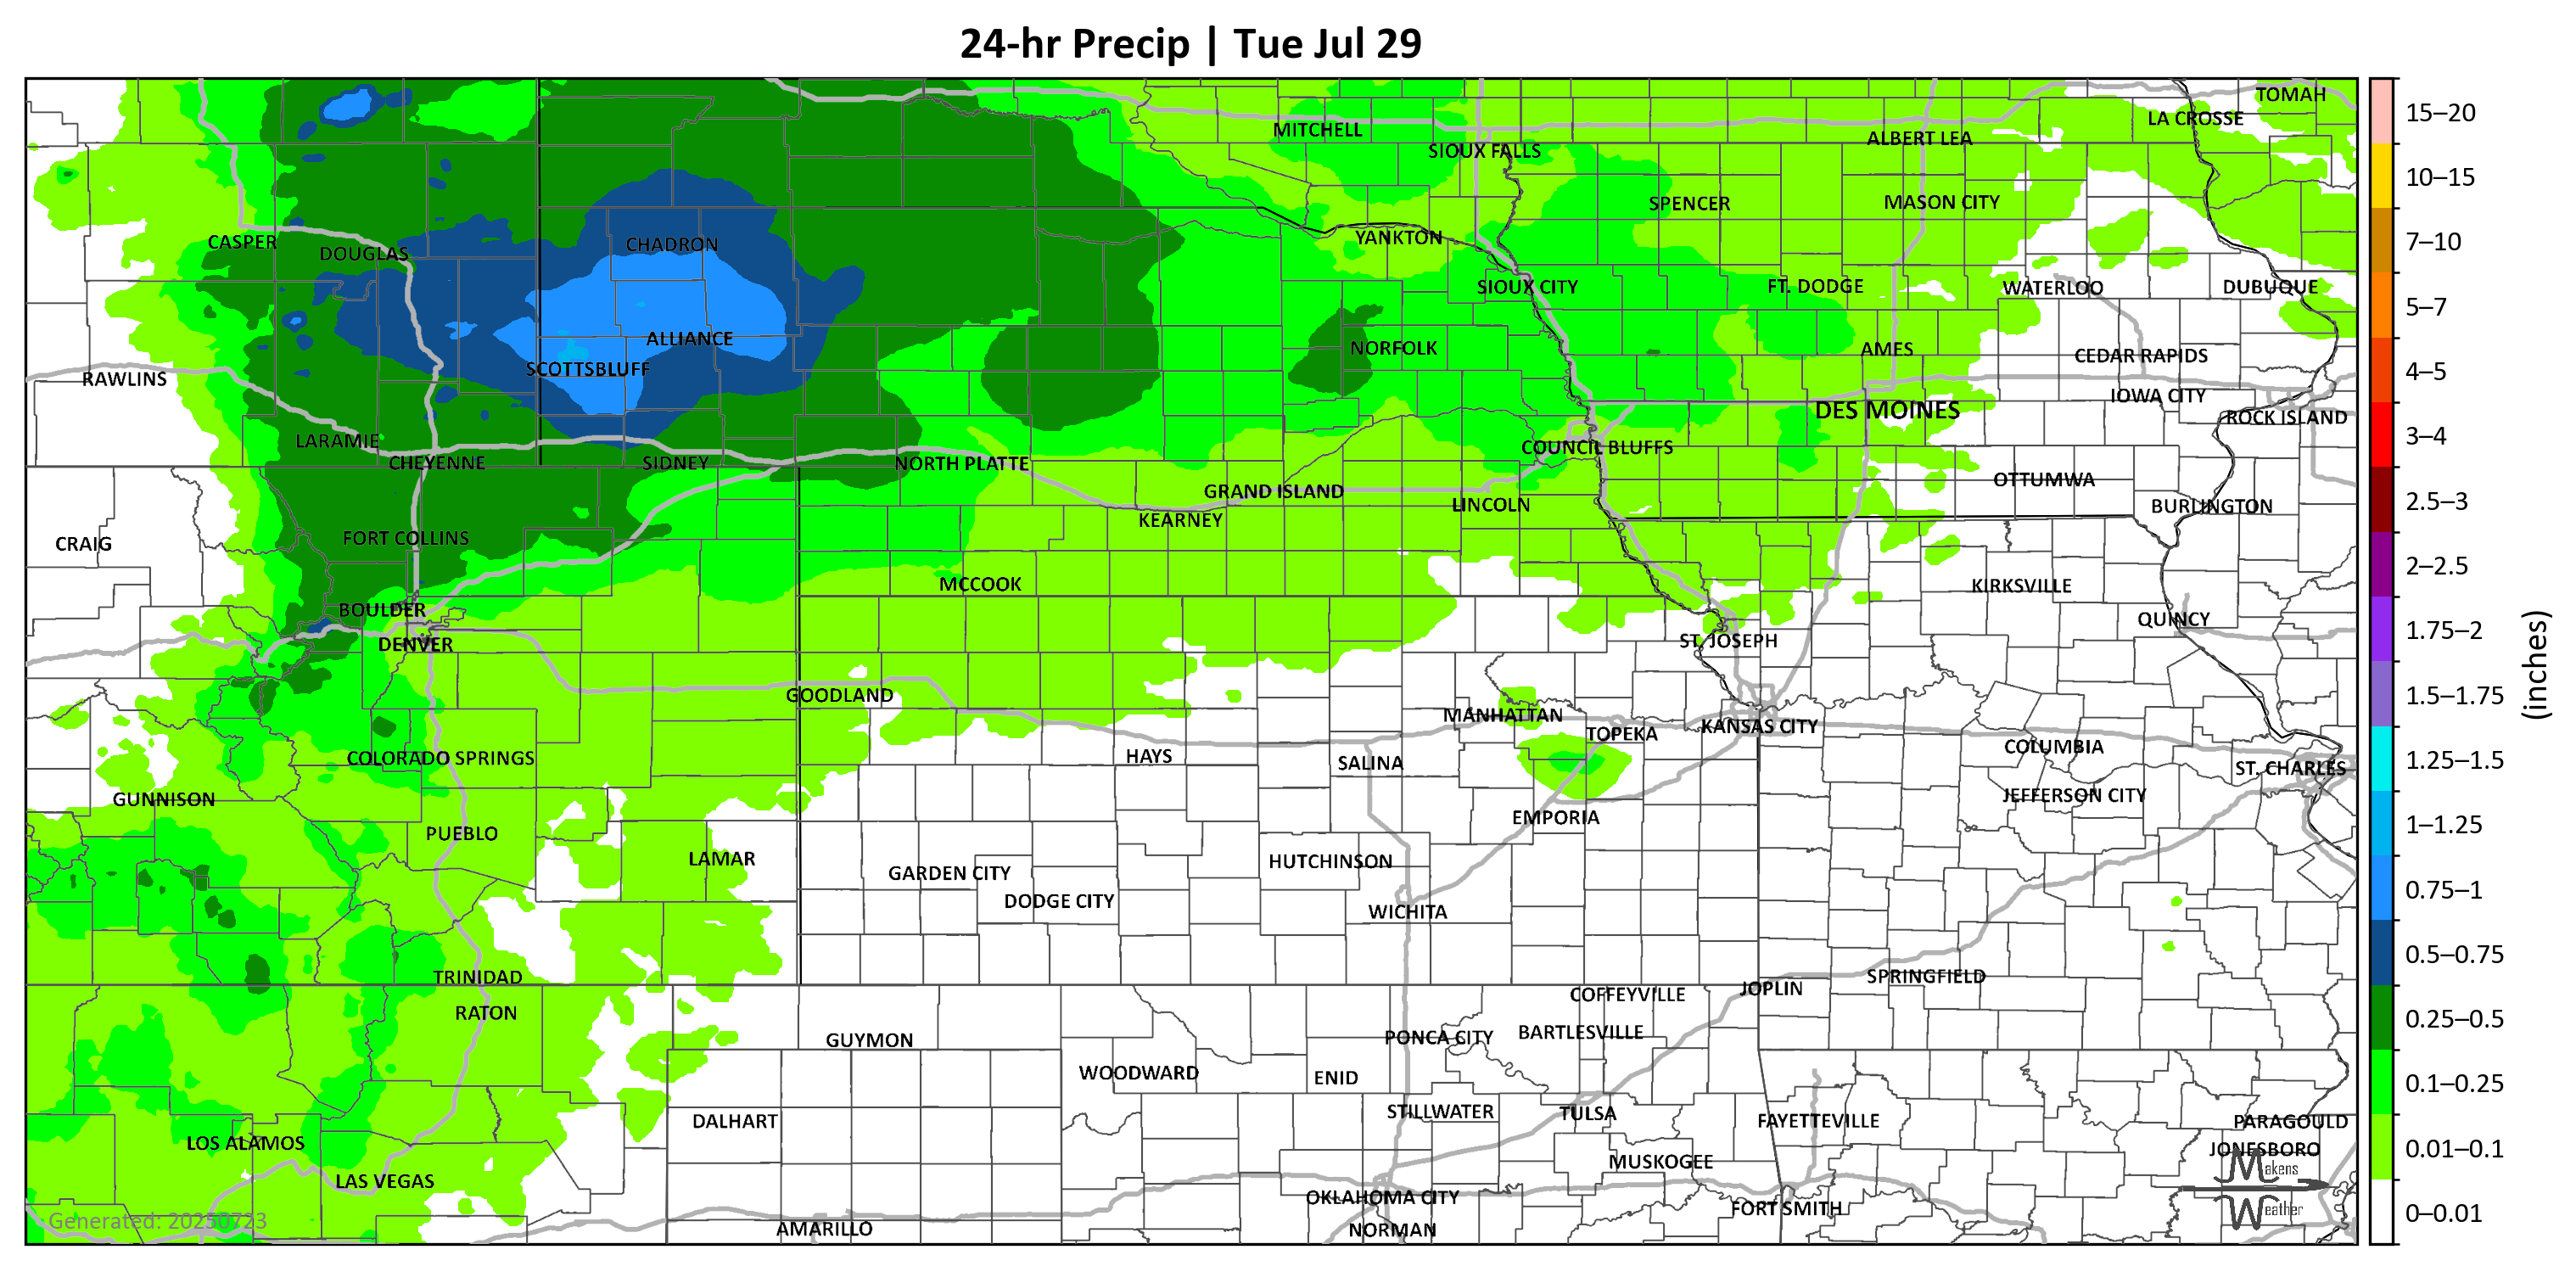 24-hr Precip | Tue Jul 29
TOMAH
LA CROSSE
MITCHELL
ALBERT LEA
SIOUX FALLS
SPENCER
MASON CITY
CASPER
DOUGLAS
CHADRON
YANKTON
SIOUX CITY
FT. DODGE
WATERLOO
DUBUQUE
ALLIANCE
NORFOLK
AMES
CEDAR RAPIDS
RAWLINS
SCOTTSBLUFF
IOWA CITY
DES MOINES
ROCK ISLAND
LARAMIE
COUNCIL BLUFFS
CHEYENNE
SIDNEY
NORTH PLATTE
OTTUMWA
GRAND ISLAND
LINCOLN
BURLINGTON
KEARNEY
CRAIG
FORT COLLINS
MCCOOK
KIRKSVILLE
BOULDER
QUINCY
DENVER
ST. JOSEPH
GOODLAND
MANHATTAN
TOPEKA
KANSAS CITY
COLORADO SPRINGS
HAYS
SALINA
COLUMBIA
ST. CHARLES
GUNNISON
JEFFERSON CITY
EMPORIA
PUEBLO
LAMAR
GARDEN CITY
HUTCHINSON
DODGE CITY
WICHITA
TRINIDAD
SPRINGFIELD
JOPLIN
COFFEYVILLE
RATON
GUYMON
PONCA CITY
BARTLESVILLE
WOODWARD
ENID
DALHART
STILLWATER
TULSA
FAYETTEVILLE
PARAGOULD
LOS ALAMOS
JONESBORO
MUSKOGEE
LAS VEGAS
OKLAHOMA CITY
FORT SMITH
AMARILLO
NORMAN
Generated: 20250723
Makens
Weather
15–20
10–15
7–10
5–7
4–5
3–4
2.5–3
2–2.5
1.75–2
1.5–1.75
1.25–1.5
1–1.25
0.75–1
0.5–0.75
0.25–0.5
0.1–0.25
0.01–0.1
0–0.01
(inches)